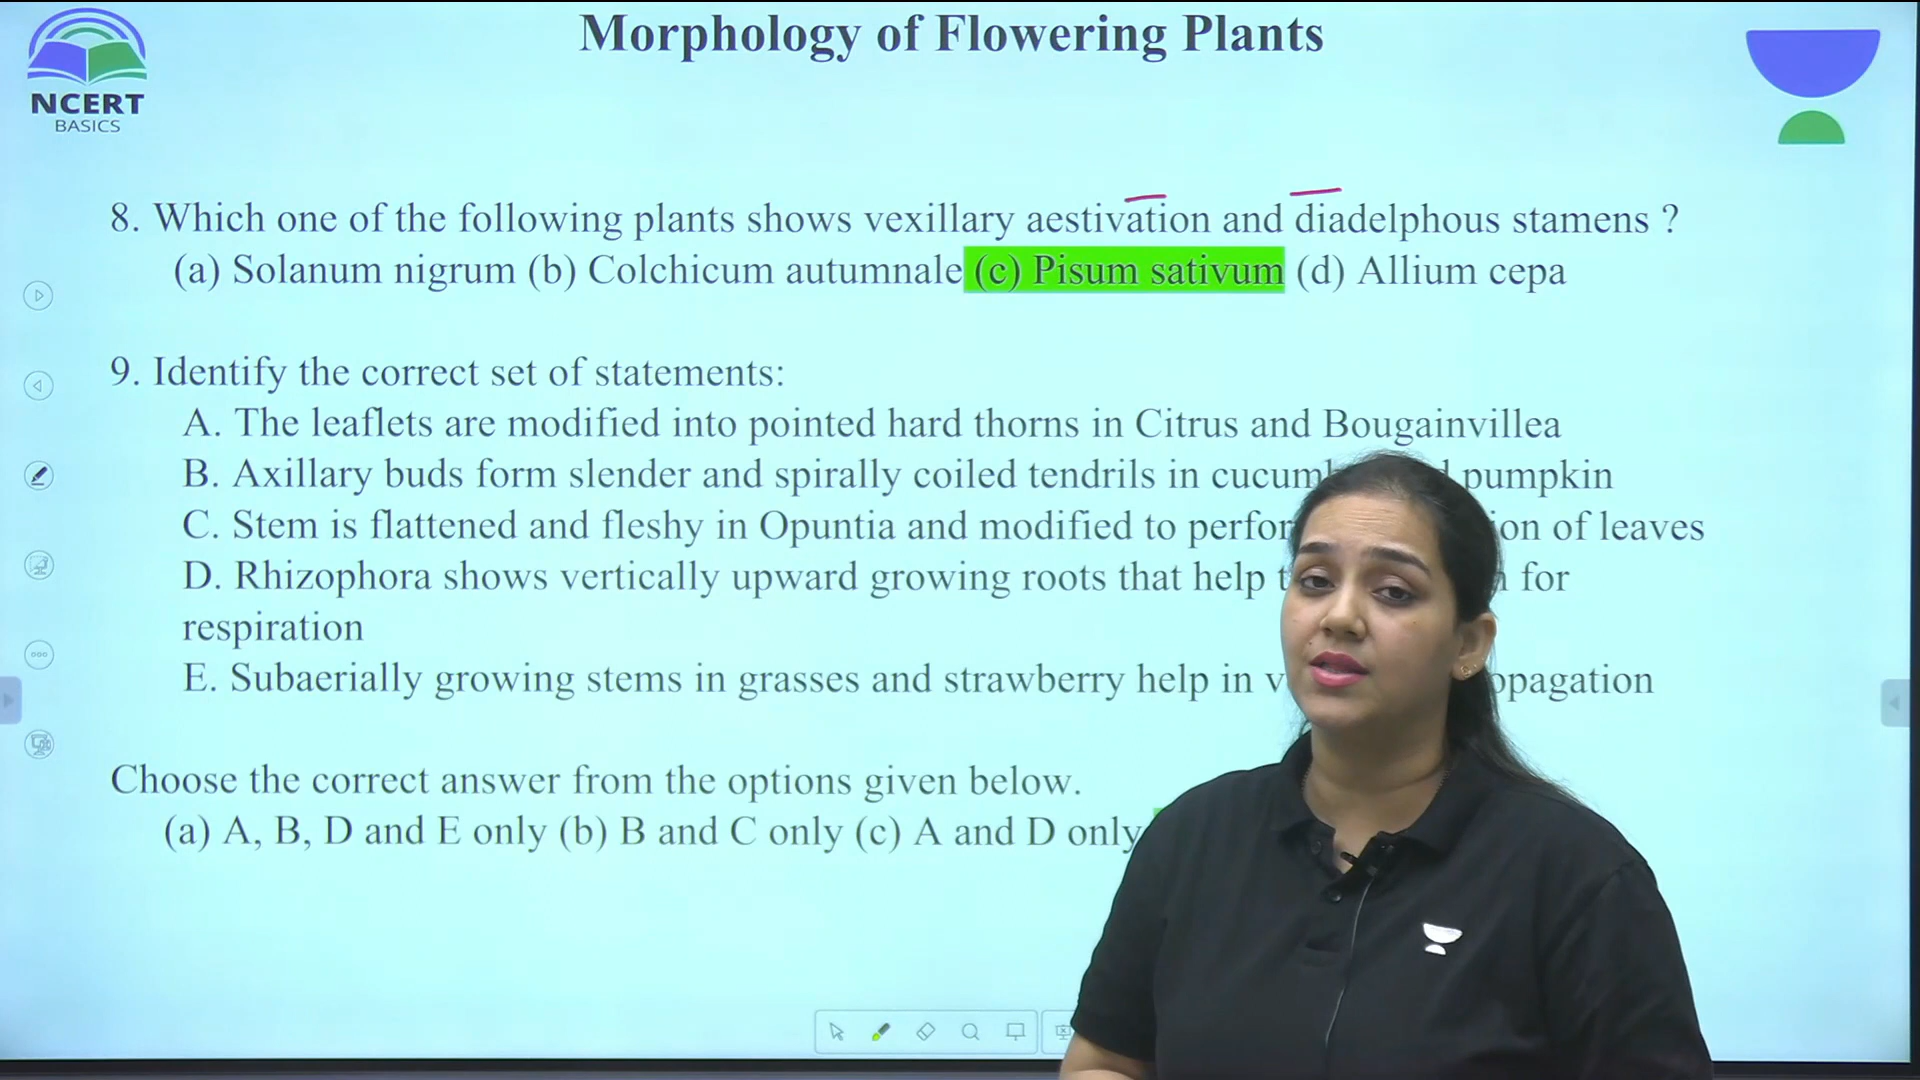 Morphology of Flowering Plants
NCERT
BASICS
8. Which one of the following plants shows vexillary aestivation and diadelphous stamens ?
(a) Solanum nigrum (b) Colchicum autumnale (c) Pisum sativum (d) Allium cepa
9. Identify the correct set of statements:
A. The leaflets are modified into pointed hard thorns in Citrus and Bougainvillea
B. Axillary buds form slender and spirally coiled tendrils in pumpkin
C. Stem is flattened and fleshy in Opuntia and modified to of leaves
D. Rhizophora shows vertically upward growing roots that help for
respiration
E. Subaerially growing stems in grasses and strawberry help in
Choose the correct answer from the options given below.
(a) A, B, D and E only (b) B and C only (c) A and D only